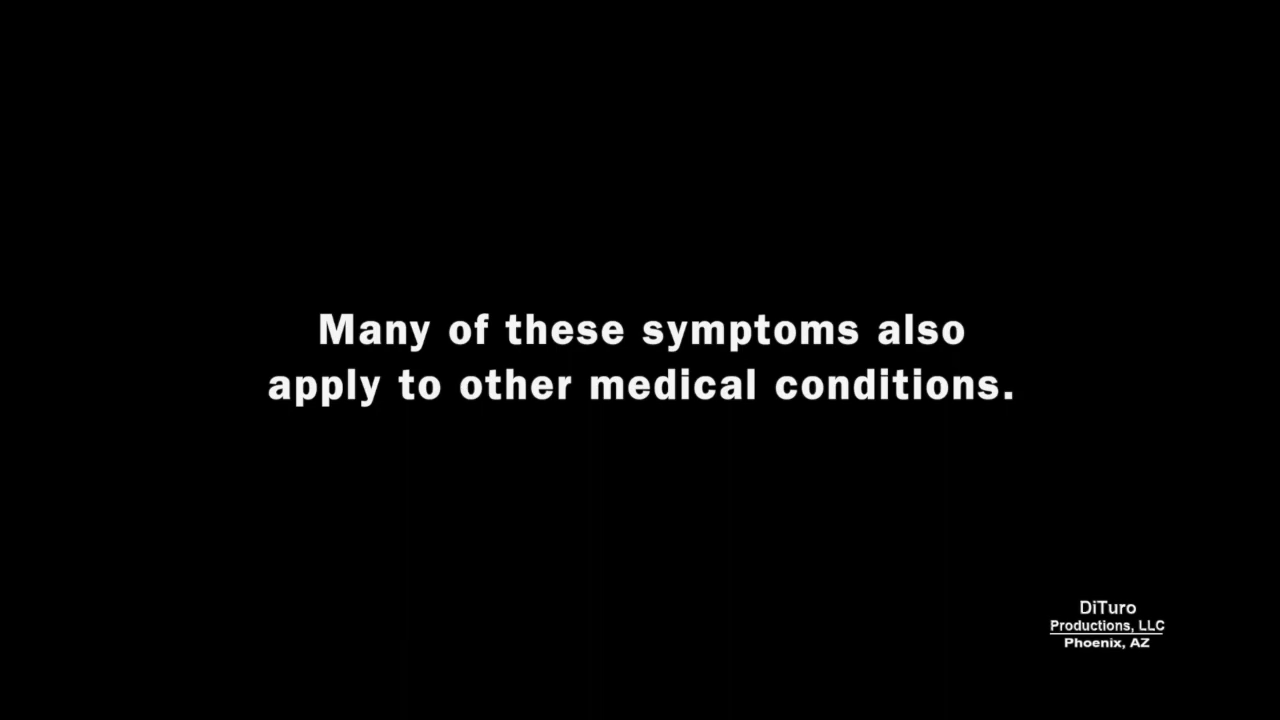 Many of these symptoms also
apply to other medical conditions.
DiTuro
Productions, LLC
Phoenix, AZ